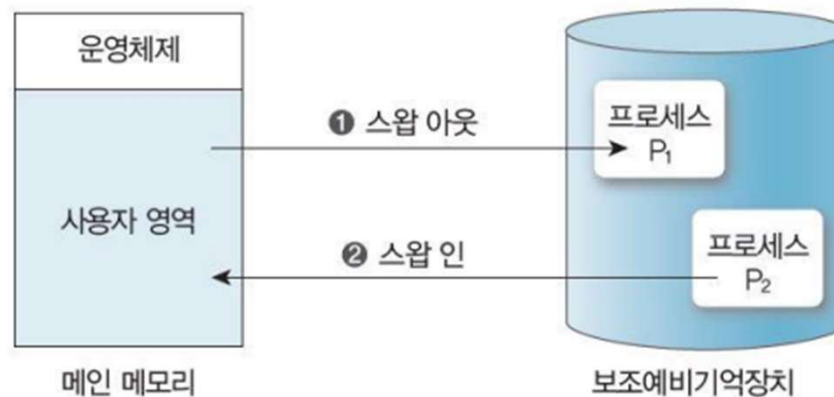 운영체제
❶ 스왑 아웃
프로세스
P₁
사용자 영역
❷ 스왑 인
프로세스
P₂
메인 메모리
보조예비기억장치